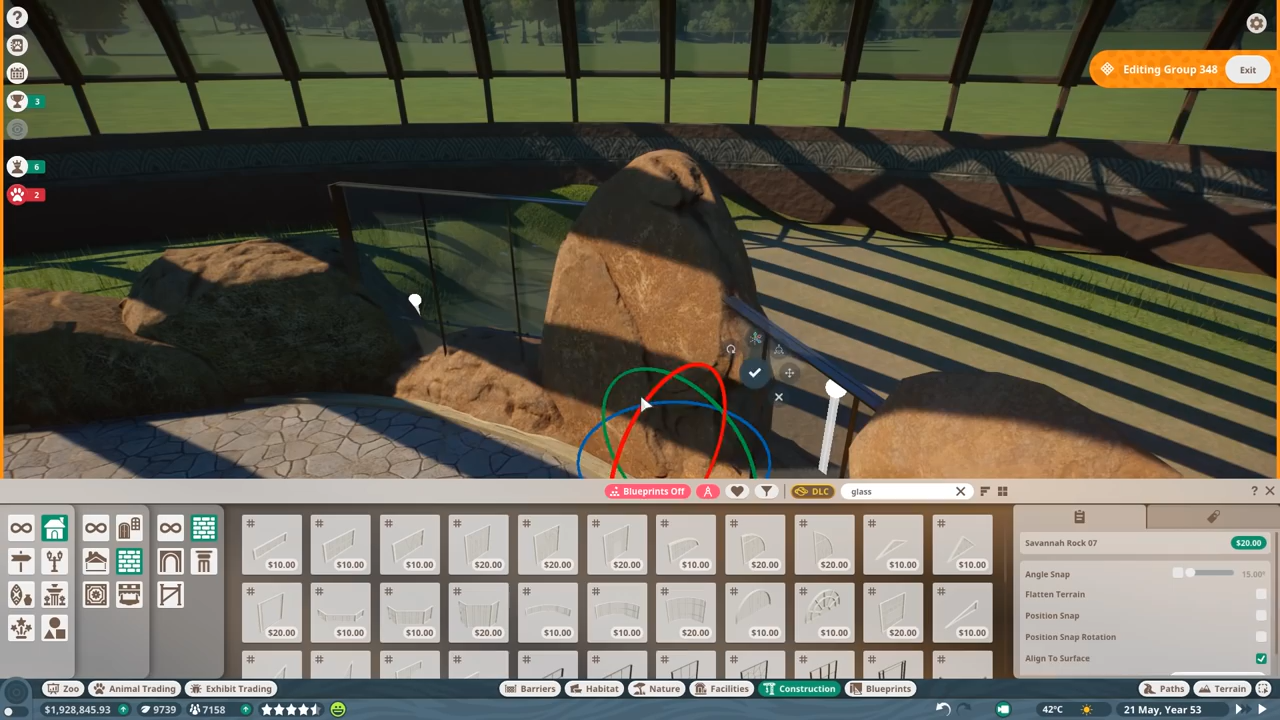 ?
3
6
2
Editing Group 348
Exit
Blueprints Off
DLC
glass
?
$10.00 $10.00 $10.00 $20.00 $20.00 $20.00 $10.00 $20.00 $20.00 $10.00 $10.00
$20.00 $10.00 $10.00 $20.00 $10.00 $10.00 $20.00 $10.00 $10.00 $20.00 $10.00
Savannah Rock 07 $20.00
Angle Snap 15.00°
Flatten Terrain
Position Snap
Position Snap Rotation
Align To Surface
Zoo Animal Trading Exhibit Trading Barriers Habitat Nature Facilities Construction Blueprints Paths Terrain
$1,928,845.93 9739 7158 42°C 21 May, Year 53